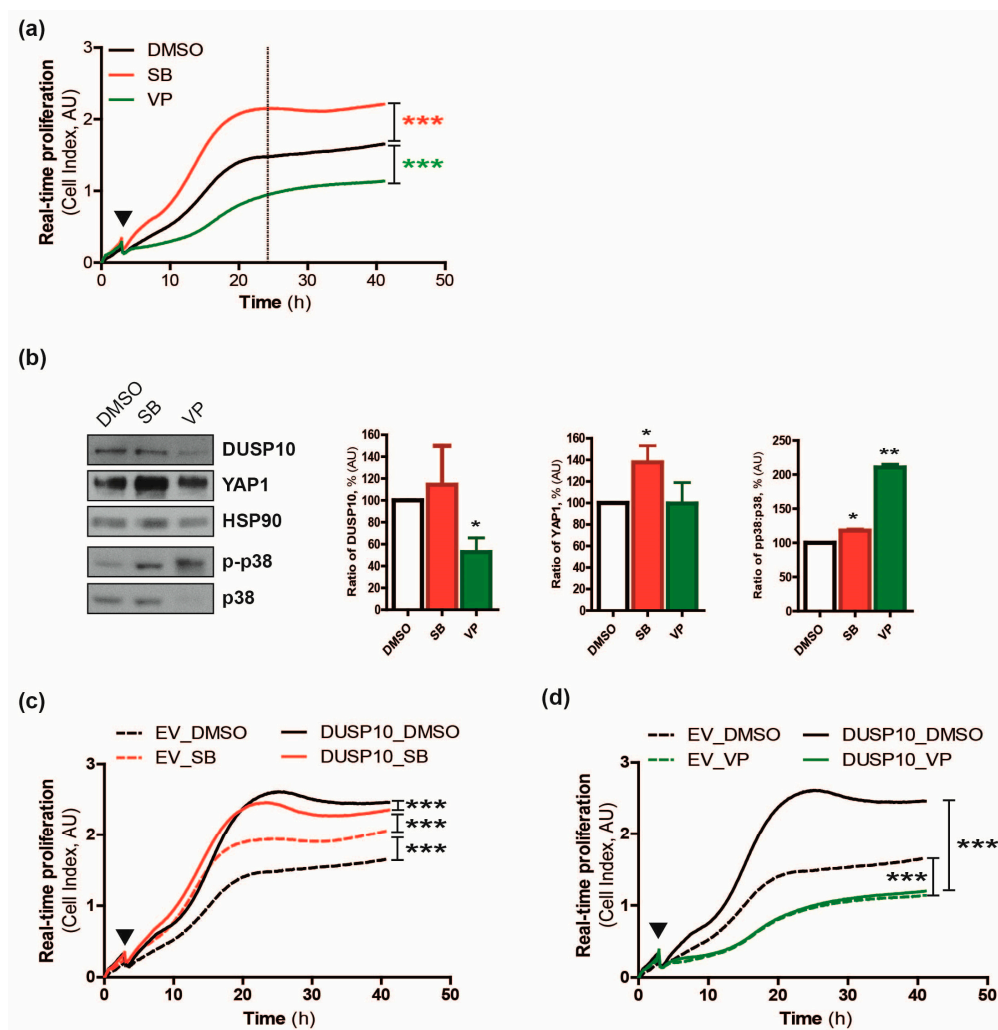 (a)
DMSO
SB
VP
Real-time proliferation
(Cell Index, AU)
3
2
1
0
***
***
0 10 20 30 40 50
Time (h)
(b)
DMSO SB VP
DUSP10
YAP1
HSP90
p-p38
p38
Ratio of DUSP10, % (AU)
160
140
120
100
80
60
40
20
0
*
DMSO SB VP
Ratio of YAP1, % (AU)
160
140
120
100
80
60
40
20
0
*
DMSO SB VP
Ratio of pp38:p38, % (AU)
250
200
150
100
50
0
*
**
DMSO SB VP
(c)
EV_DMSO DUSP10_DMSO
EV_SB DUSP10_SB
Real-time proliferation
(Cell Index, AU)
3
2
1
0
***
***
***
0 10 20 30 40 50
Time (h)
(d)
EV_DMSO DUSP10_DMSO
EV_VP DUSP10_VP
Real-time proliferation
(Cell Index, AU)
3
2
1
0
***
***
0 10 20 30 40 50
Time (h)